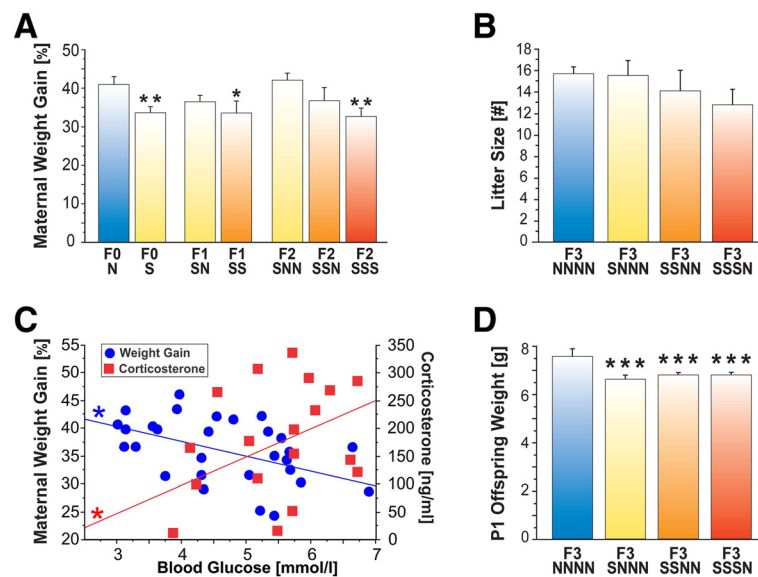 A
Maternal Weight Gain [%]
50
40
30
20
10
0
**
*
**
F0 F0 F1 F1 F2 F2 F2
N S SN SS SNN SSN SSS
B
Litter Size [#]
18
16
14
12
10
8
6
4
2
0
F3 F3 F3 F3
NNNN SNNN SSNN SSSN
C
Maternal Weight Gain [%]
55
50
45
40
35
30
25
20
Weight Gain
Corticosterone
*
*
350
300
250
200
150
100
50
0
Corticosterone [ng/ml]
3 4 5 6 7
Blood Glucose [mmol/l]
D
P1 Offspring Weight [g]
8
6
4
2
0
*** *** ***
F3 F3 F3 F3
NNNN SNNN SSNN SSSN